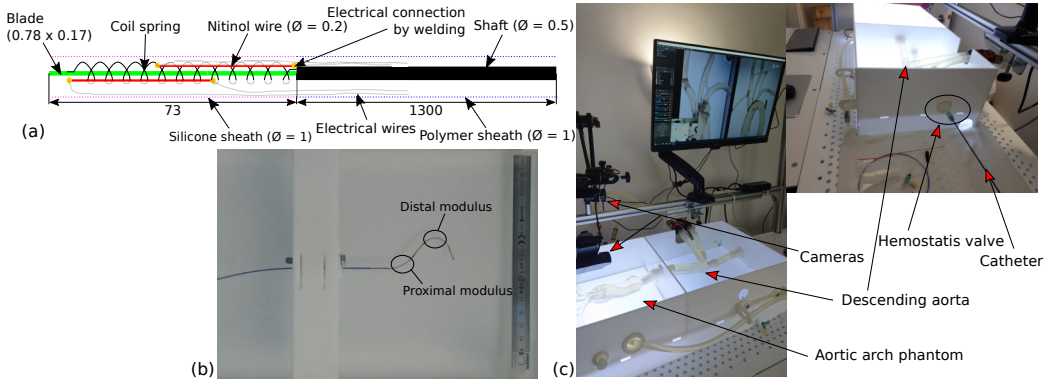 Blade
(0.78 x 0.17)
Coil spring
Nitinol wire (Ø = 0.2)
Electrical connection
by welding
Shaft (Ø = 0.5)
73
1300
(a)
Silicone sheath (Ø = 1)
Electrical wires
Polymer sheath (Ø = 1)
Distal modulus
Proximal modulus
(b)
Hemostatis valve
Catheter
Cameras
Descending aorta
Aortic arch phantom
(c)